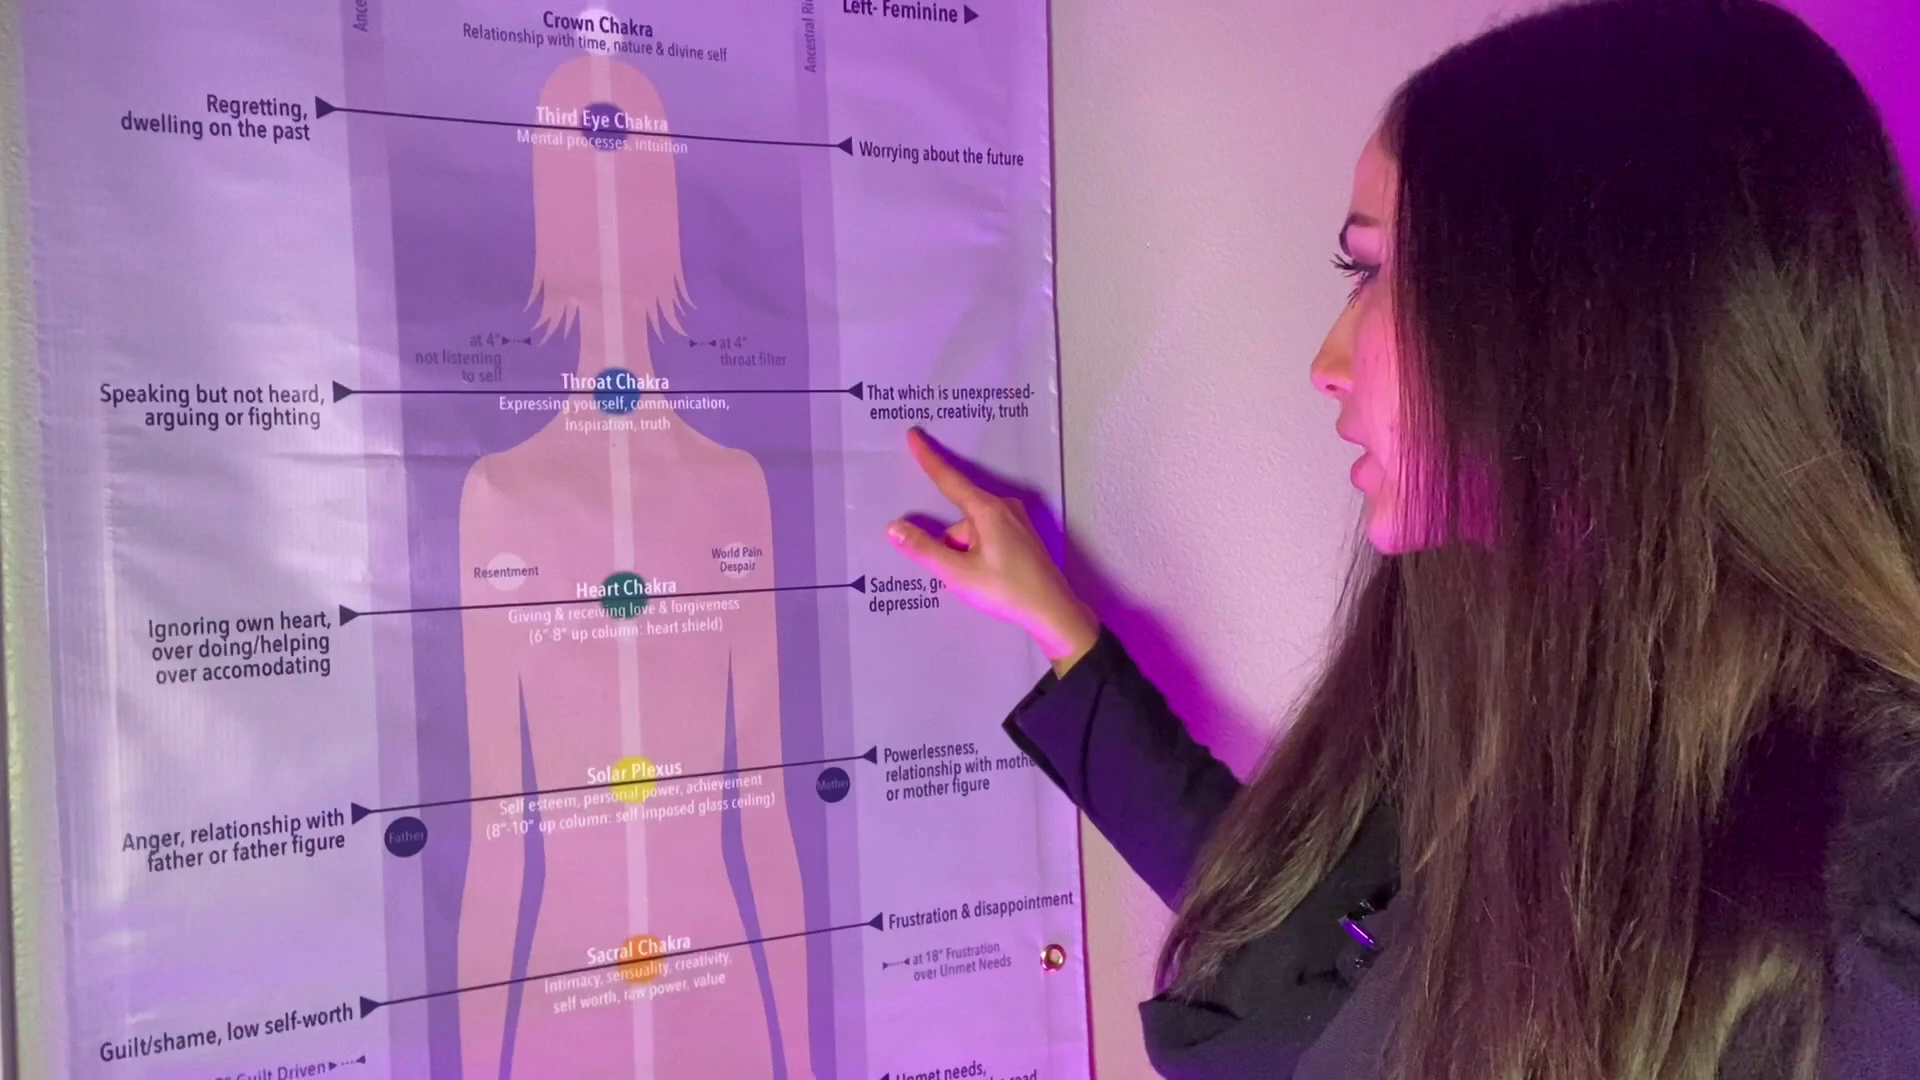 Left- Feminine
Crown Chakra
Relationship with time, nature & divine self
Ancestral
Regretting,
dwelling on the past
Third Eye Chakra
Mental processes, intuition
Worrying about the future
at 4"
not listening
to self
at 4"
throat filter
Speaking but not heard,
arguing or fighting
Throat Chakra
Expressing yourself, communication,
inspiration, truth
That which is unexpressed-
emotions, creativity, truth
Resentment
World Pain
Despair
Ignoring own heart,
over doing/helping
over accomodating
Heart Chakra
Giving & receiving love & forgiveness
(6"-8" up column: heart shield)
Sadness,
depression
Anger, relationship with
father or father figure
Father
Solar Plexus
Self esteem, personal power, achievement
(8"-10" up column: self imposed glass ceiling)
Mother
Powerlessness,
relationship with mothe
or mother figure
Guilt/shame, low self-worth
Sacral Chakra
Intimacy, sensuality, creativity,
self worth, raw power, value
Frustration & disappointment
at 18" Frustration
over Unmet Needs
Guilt Driven
Unmet needs,